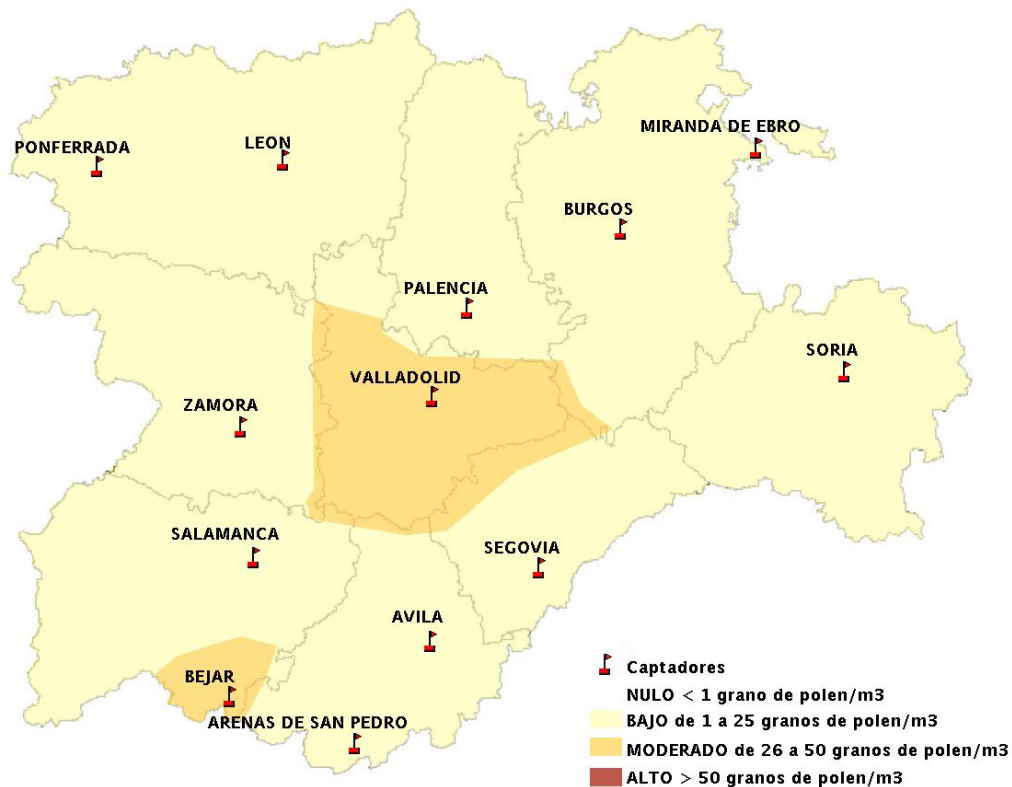 MIRANDA DE EBRO
PONFERRADA
LEON
BURGOS
PALENCIA
SORIA
VALLADOLID
ZAMORA
SALAMANCA
SEGOVIA
AVILA
BEJAR
ARENAS DE SAN PEDRO
Captadores
NULO < 1 grano de polen/m3
BAJO de 1 a 25 granos de polen/m3
MODERADO de 26 a 50 granos de polen/m3
ALTO > 50 granos de polen/m3